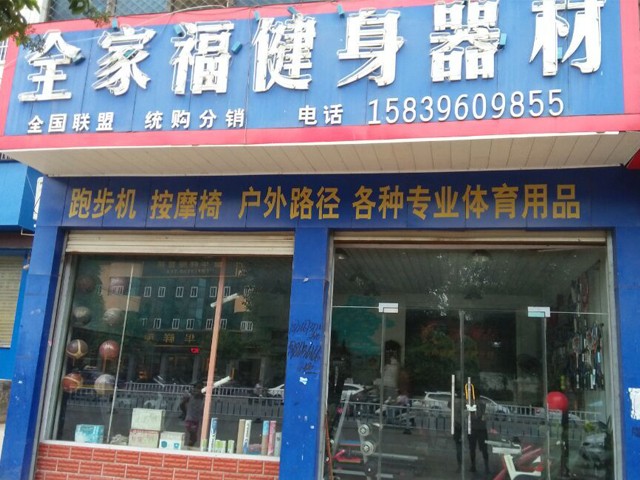 全家福健身器材
全国联盟 统购分销 电话 15839609855
跑步机 按摩椅 户外路径 各种专业体育用品